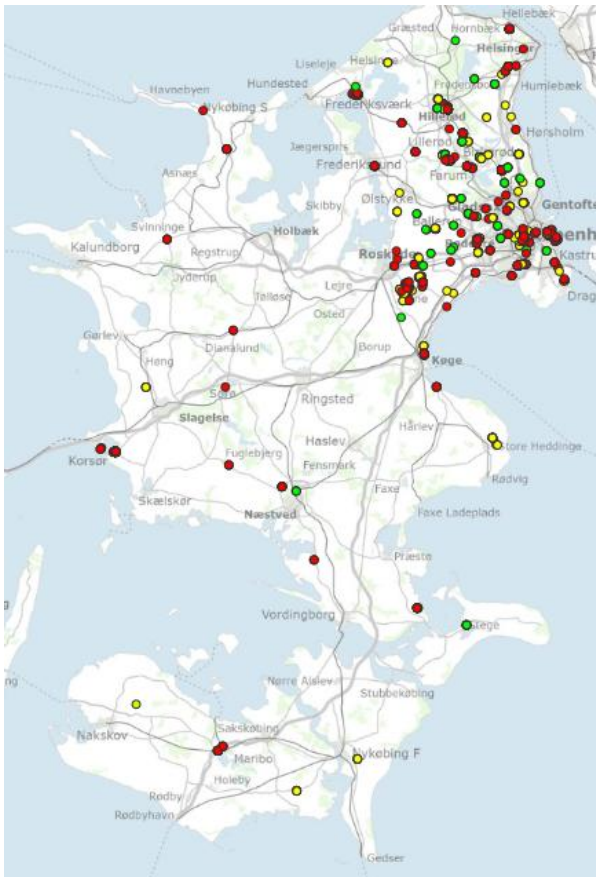 Hellebæk
Græsted
Hornbæk
Helsingør
Liseleje
Helsinge
Hundested
Humlebæk
Havnebyen
Nykøbing S
Frederiksværk
Hillerød
Hørsholm
Lillerød
Jægerspris
Frederikssund
Farum
Asnæs
Skibby
Ølstykke
Gentofte
Svinninge
Holbæk
Ballerup
Kalundborg
Regstrup
Kastrup
Jyderup
Lejre
Tølløse
Osted
Gørlev
Dianalund
Borup
Køge
Høng
Sorø
Ringsted
Slagelse
Hårlev
Haslev
Store Heddinge
Korsør
Fuglebjerg
Fensmark
Rødvig
Skælskør
Faxe
Næstved
Faxe Ladeplads
Præstø
Vordingborg
Stege
Nørre Alslev
Stubbekøbing
Sakskøbing
Nakskov
Maribo
Nykøbing F
Holeby
Rødby
Rødbyhavn
Gedser